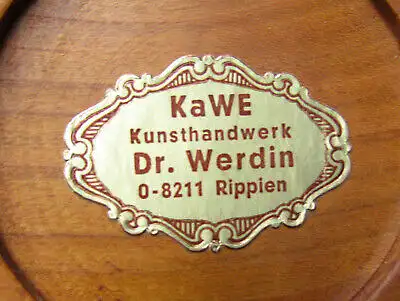 KaWE
Kunsthandwerk
Dr. Werdin
O-8211 Rippien